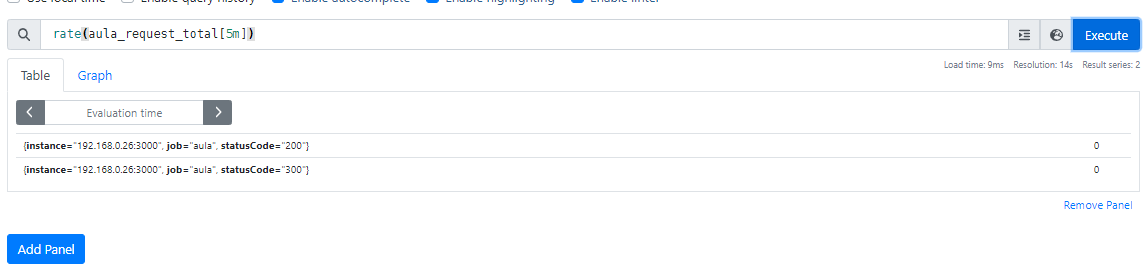 Use local time Enable query history Enable autocomplete Enable highlighting Enable linter
rate(aula_request_total[5m])
Execute
Load time: 9ms Resolution: 14s Result series: 2
Table Graph
Evaluation time
{instance="192.168.0.26:3000", job="aula", statusCode="200"} 0
{instance="192.168.0.26:3000", job="aula", statusCode="300"} 0
Remove Panel
Add Panel